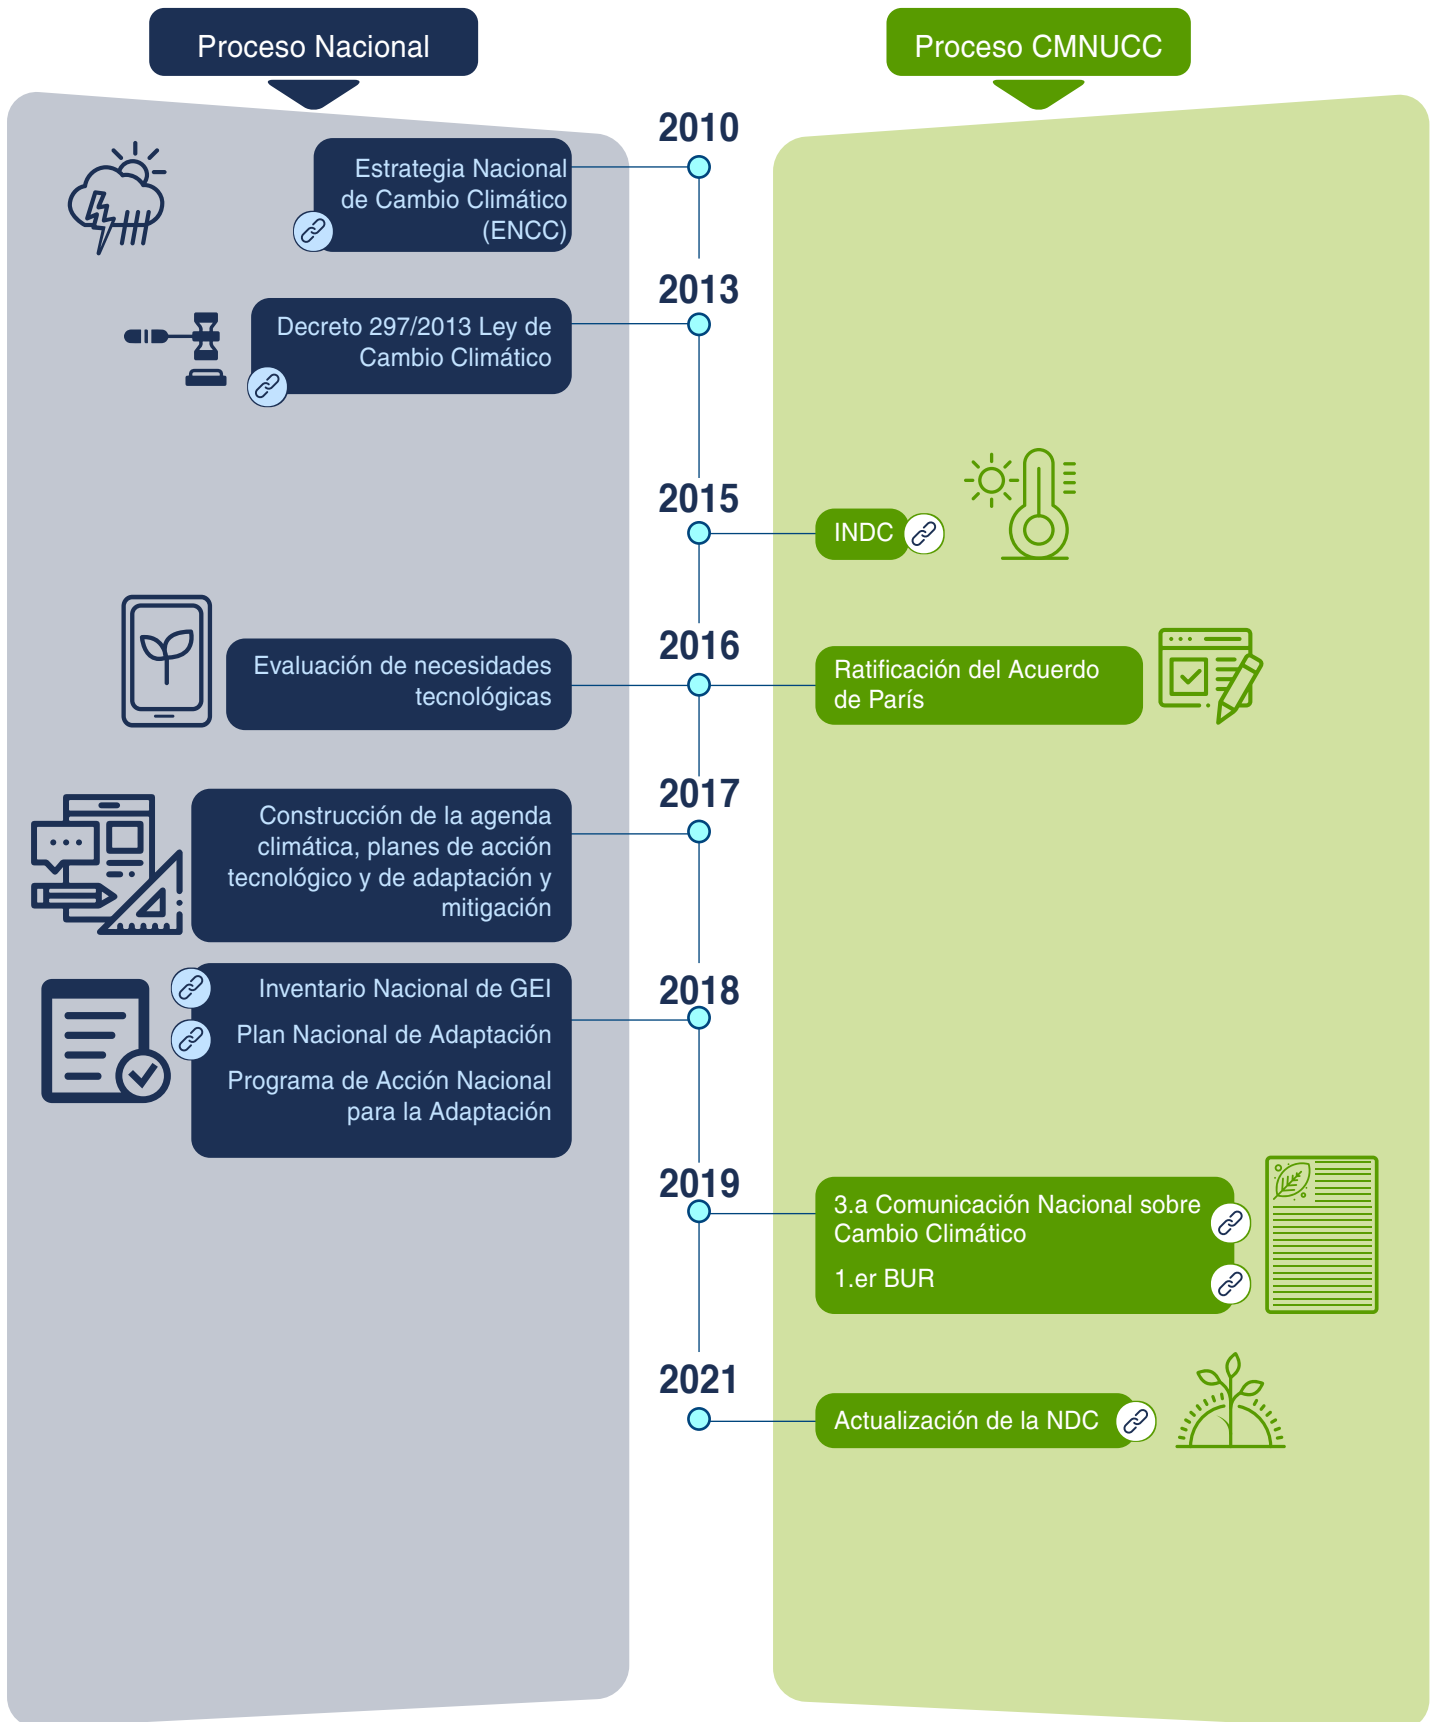 Proceso Nacional
Proceso CMNUCC
2010
Estrategia Nacional
de Cambio Climático
(ENCC)
2013
Decreto 297/2013 Ley de
Cambio Climático
2015
INDC
2016
Evaluación de necesidades
tecnológicas
Ratificación del Acuerdo
de París
2017
Construcción de la agenda
climática, planes de acción
tecnológico y de adaptación y
mitigación
2018
Inventario Nacional de GEI
Plan Nacional de Adaptación
Programa de Acción Nacional
para la Adaptación
2019
3.a Comunicación Nacional sobre
Cambio Climático
1.er BUR
2021
Actualización de la NDC